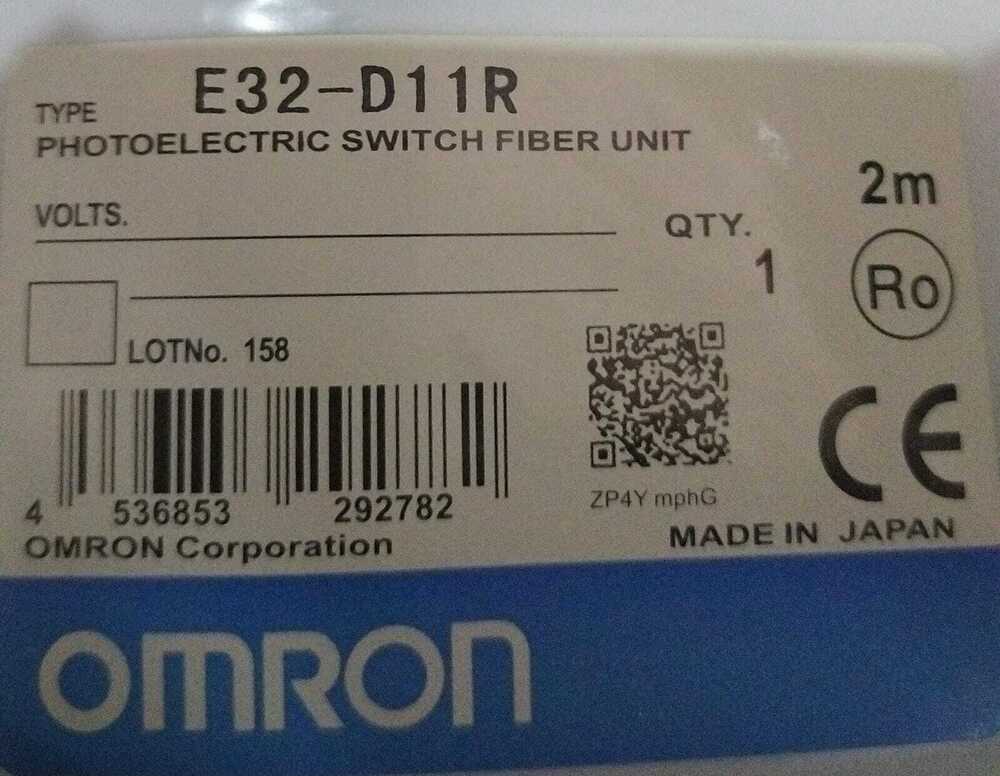 TYPE E32-D11R
PHOTOELECTRIC SWITCH FIBER UNIT
2m
VOLTS.
QTY.
1
Ro
LOTNo. 158
CE
4 536853 292782
ZP4Y mphG
OMRON Corporation
MADE IN JAPAN
OMRON